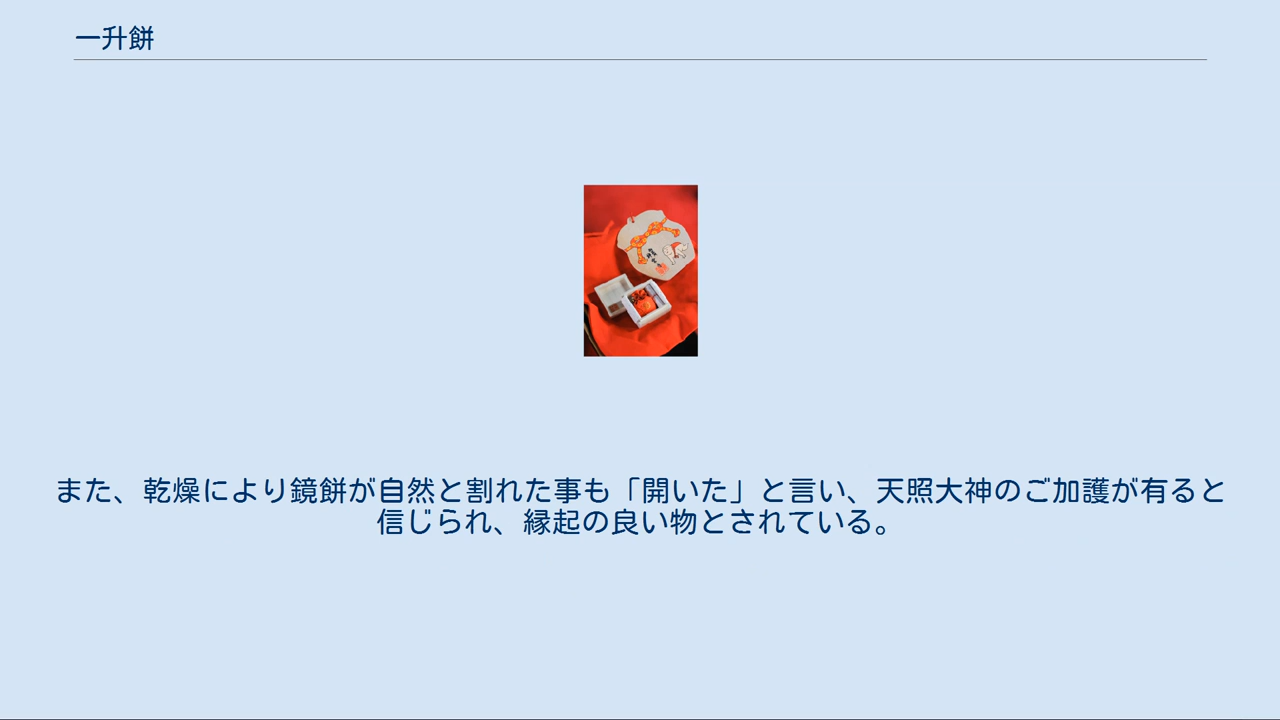 一升餅
また、乾燥により鏡餅が自然と割れた事も「開いた」と言い、天照大神のご加護が有ると
信じられ、縁起の良い物とされている。